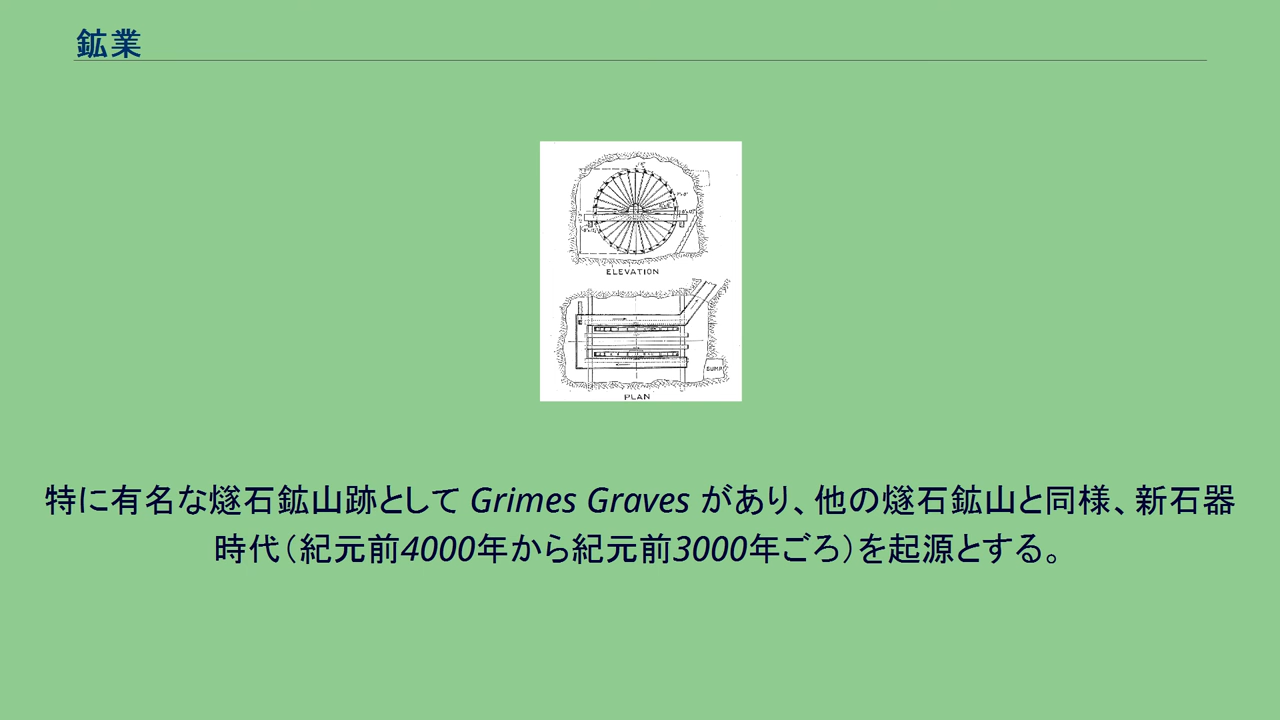 鉱業
ELEVATION
SUMP
PLAN
特に有名な燧石鉱山跡として Grimes Graves があり、他の燧石鉱山と同様、新石器
時代（紀元前4000年から紀元前3000年ごろ）を起源とする。